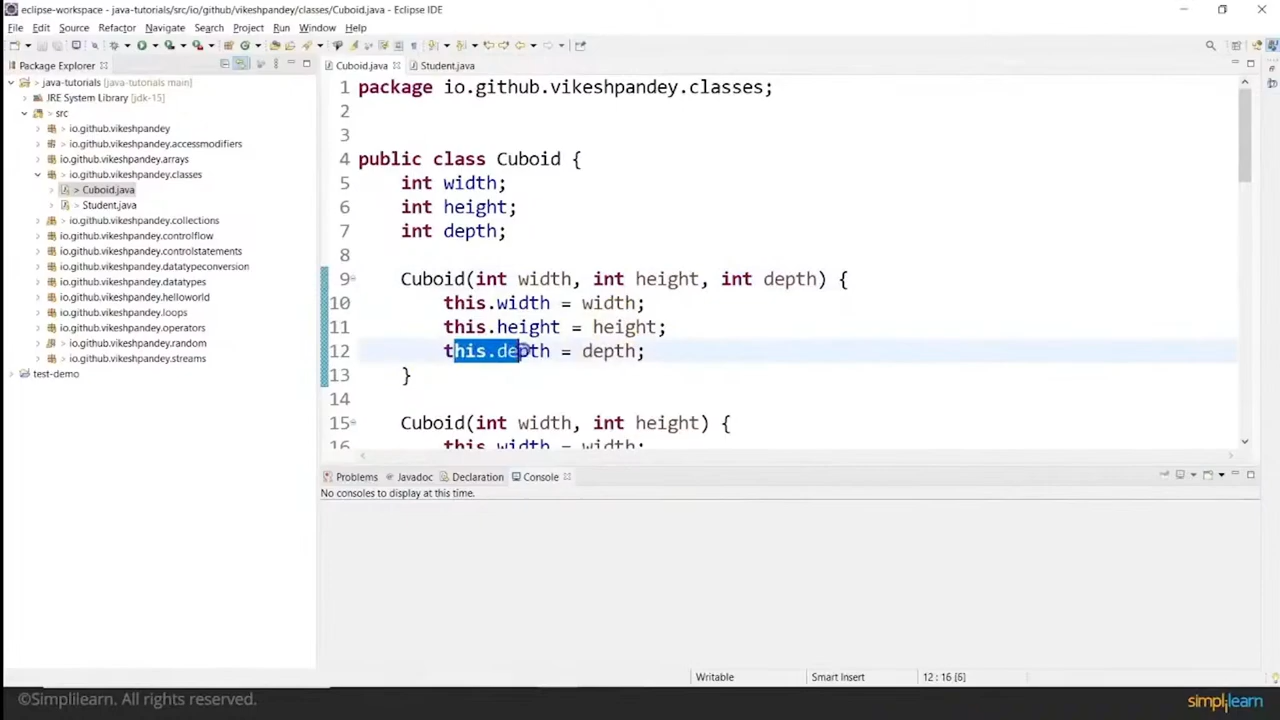 eclipse-workspace - java-tutorials/src/io/github/vikeshpandey/classes/Cuboid.java - Eclipse IDE
File Edit Source Refactor Navigate Search Project Run Window Help
Package Explorer
Cuboid.java
Student.java
java-tutorials [java-tutorials main]
JRE System Library [jdk-15]
src
io.github.vikeshpandey
io.github.vikeshpandey.accessmodifiers
io.github.vikeshpandey.arrays
io.github.vikeshpandey.classes
Cuboid.java
Student.java
io.github.vikeshpandey.collections
io.github.vikeshpandey.controlflow
io.github.vikeshpandey.controlstatements
io.github.vikeshpandey.datatypeconversion
io.github.vikeshpandey.datatypes
io.github.vikeshpandey.helloworld
io.github.vikeshpandey.loops
io.github.vikeshpandey.operators
io.github.vikeshpandey.random
io.github.vikeshpandey.streams
test-demo
1 package io.github.vikeshpandey.classes;
2
3
4 public class Cuboid {
5 int width;
6 int height;
7 int depth;
8
9 Cuboid(int width, int height, int depth) {
10 this.width = width;
11 this.height = height;
12 this.depth = depth;
13 }
14
15 Cuboid(int width, int height) {
16 this.width = width;
Problems Javadoc Declaration Console
No consoles to display at this time.
Writable Smart Insert 12 : 16 [6]
©Simplilearn. All rights reserved.
simplilearn